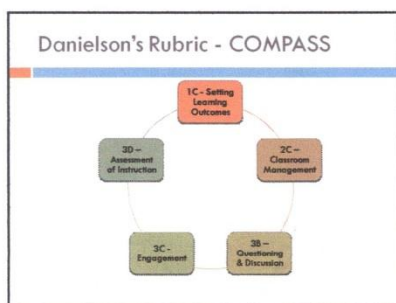 Danielson's Rubric - COMPASS
1C - Setting
Learning
Outcomes
2C –
Classroom
Management
3B –
Questioning
& Discussion
3C -
Engagement
3D –
Assessment
of Instruction